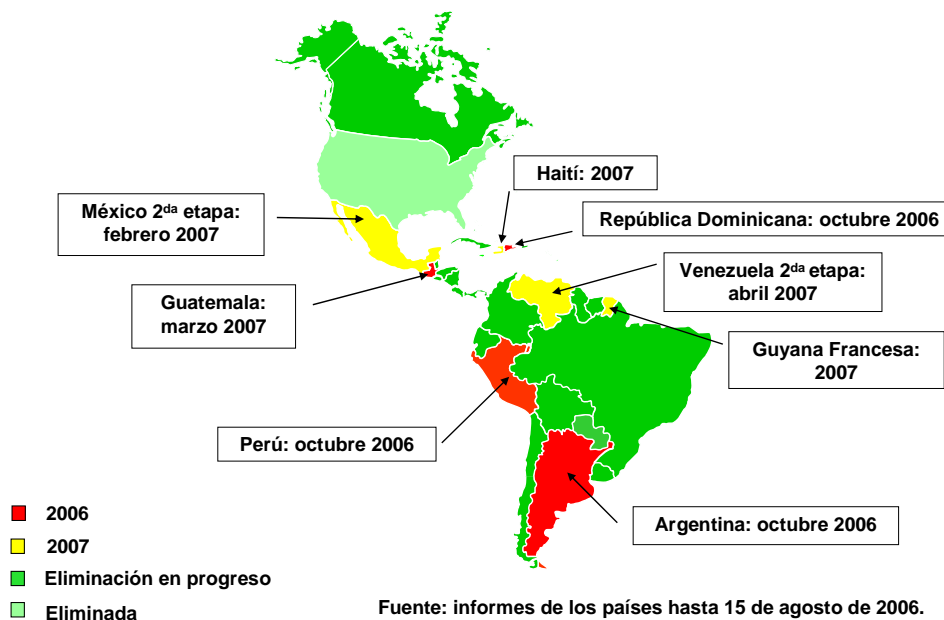 Haití: 2007
México 2da etapa:
febrero 2007
República Dominicana: octubre 2006
Venezuela 2da etapa:
abril 2007
Guatemala:
marzo 2007
Guyana Francesa:
2007
Perú: octubre 2006
Argentina: octubre 2006
2006
2007
Eliminación en progreso
Eliminada
Fuente: informes de los países hasta 15 de agosto de 2006.